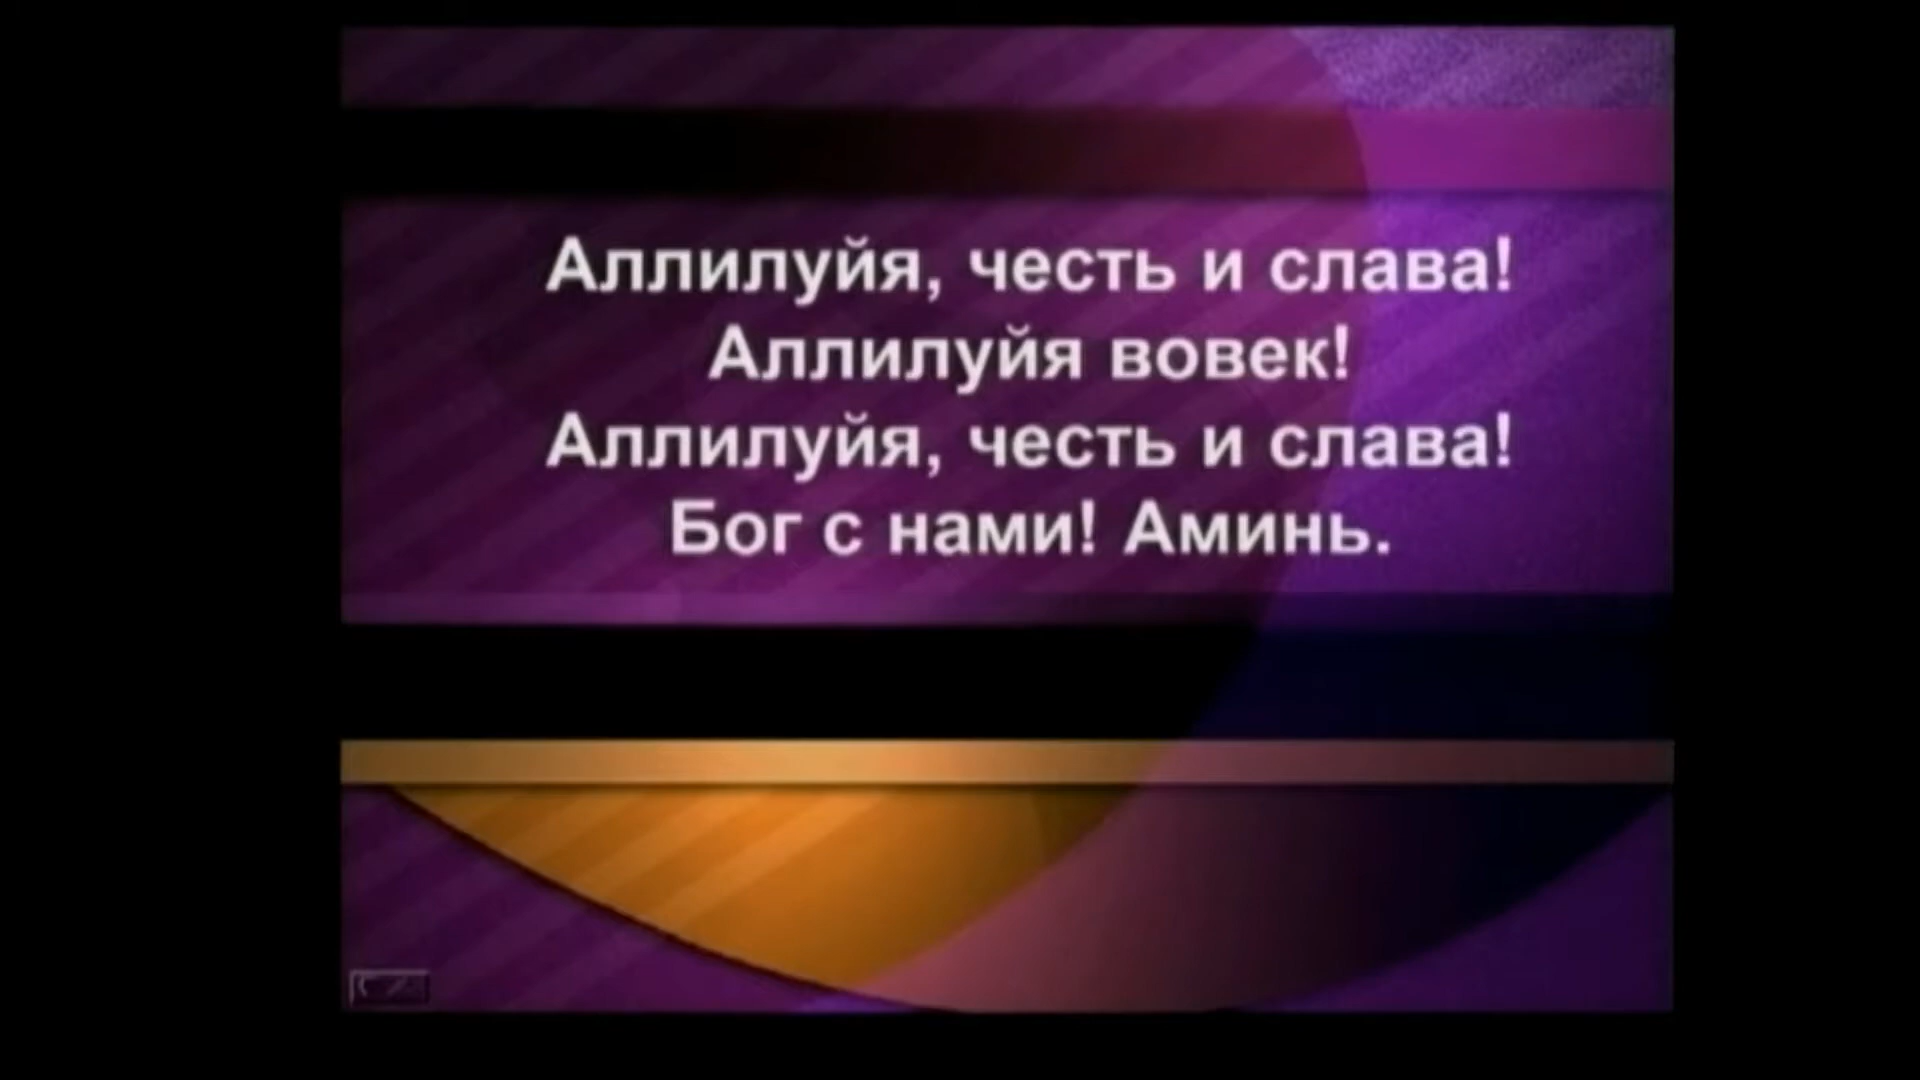 Аллилуйя, честь и слава!
Аллилуйя вовек!
Аллилуйя, честь и слава!
Бог с нами! Аминь.